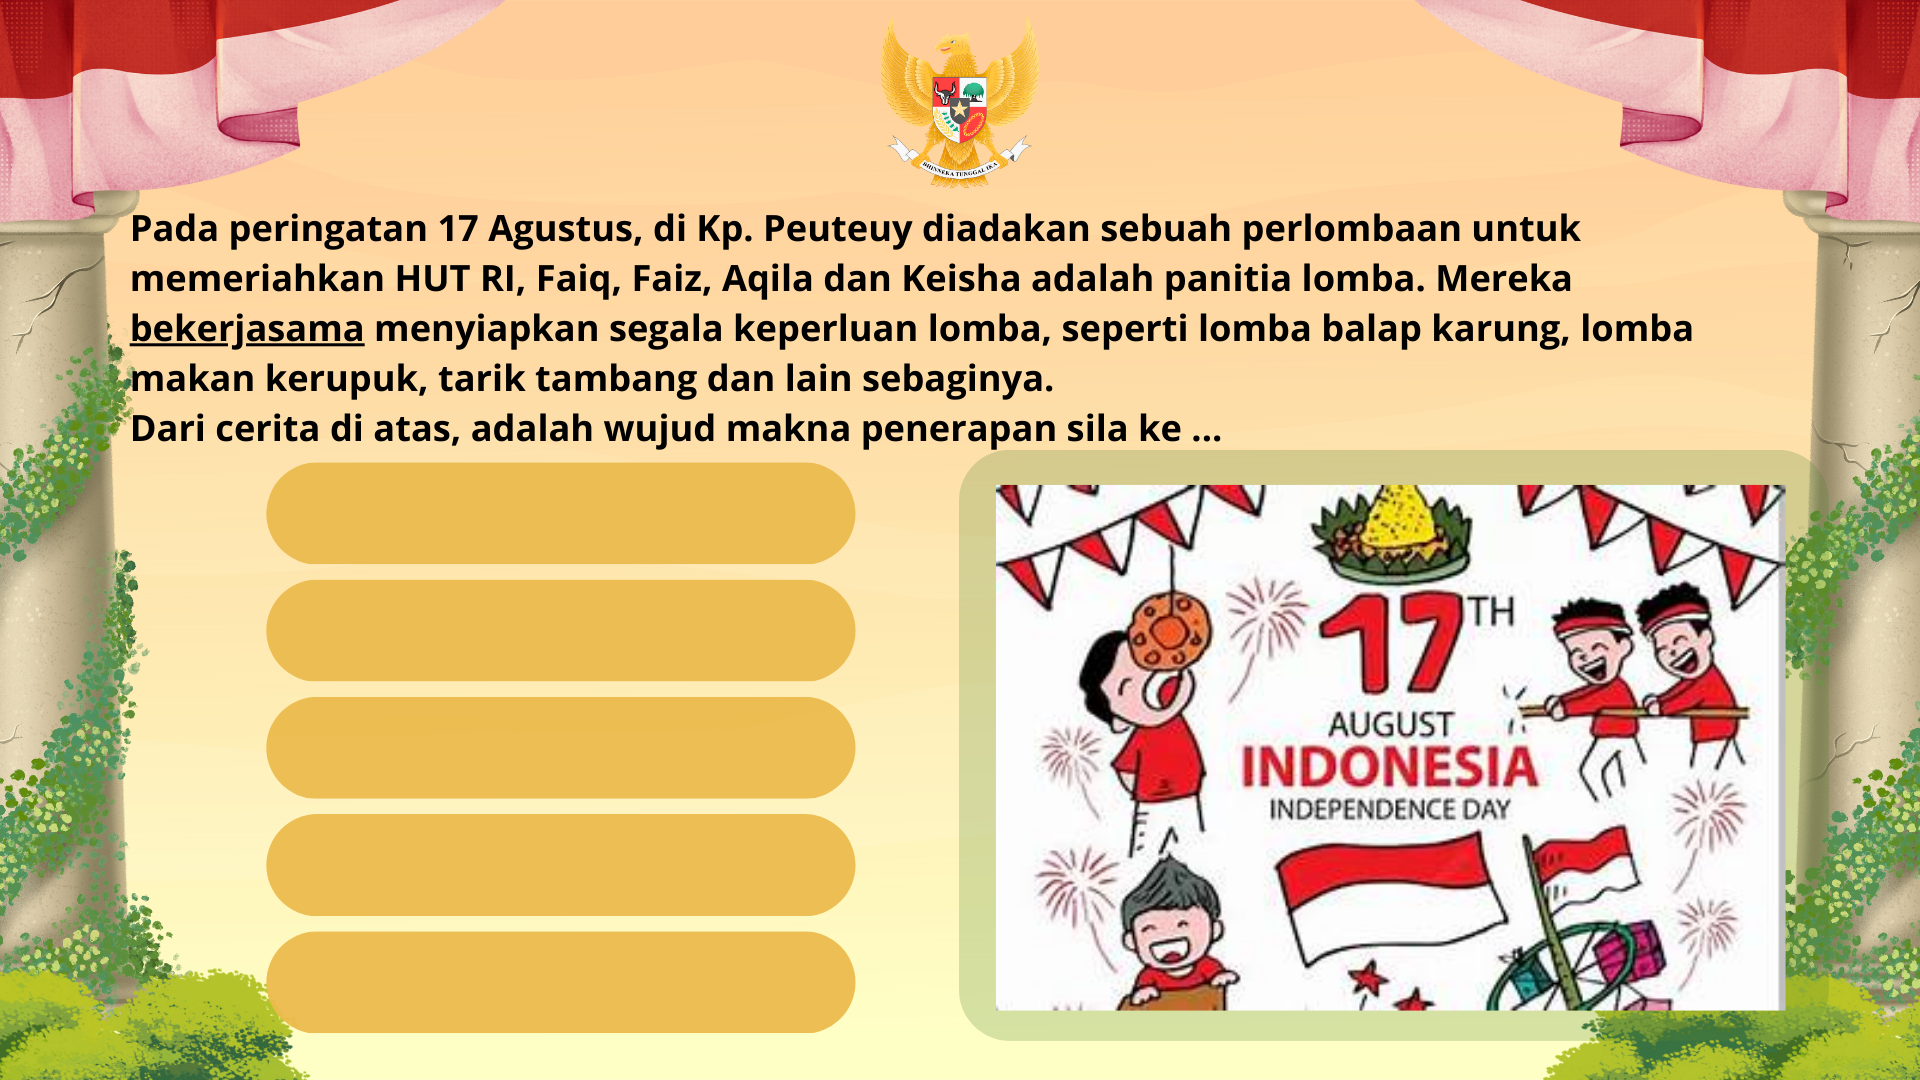 BHINNEKA TUNGGAL IKA
Pada peringatan 17 Agustus, di Kp. Peuteuy diadakan sebuah perlombaan untuk
memeriahkan HUT RI, Faiq, Faiz, Aqila dan Keisha adalah panitia lomba. Mereka
bekerjasama menyiapkan segala keperluan lomba, seperti lomba balap karung, lomba
makan kerupuk, tarik tambang dan lain sebaginya.
Dari cerita di atas, adalah wujud makna penerapan sila ke ...
17TH
AUGUST
INDONESIA
INDEPENDENCE DAY